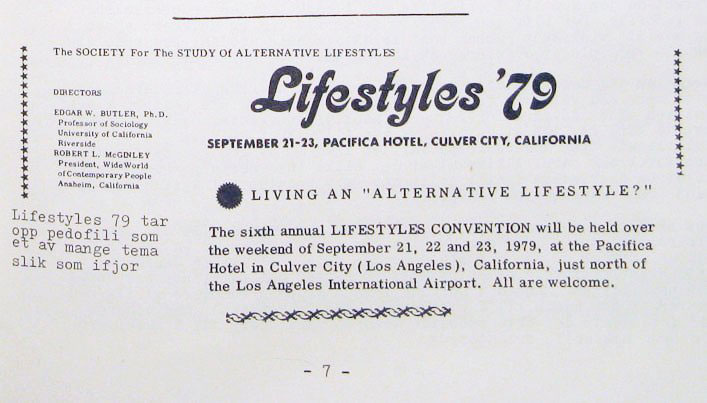 The SOCIETY For The STUDY Of ALTERNATIVE LIFESTYLES
Lifestyles '79
SEPTEMBER 21-23, PACIFICA HOTEL, CULVER CITY, CALIFORNIA
DIRECTORS
EDGAR W. BUTLER, Ph.D.
Professor of Sociology
University of California
Riverside
ROBERT L. McGINLEY
President, WideWorld
of Contemporary People
Anaheim, California
Lifestyles 79 tar
opp pedofili som
et av mange tema
slik som ifjor
LIVING AN "ALTERNATIVE LIFESTYLE?"
The sixth annual LIFESTYLES CONVENTION will be held over
the weekend of September 21, 22 and 23, 1979, at the Pacifica
Hotel in Culver City (Los Angeles), California, just north of
the Los Angeles International Airport. All are welcome.
- 7 -